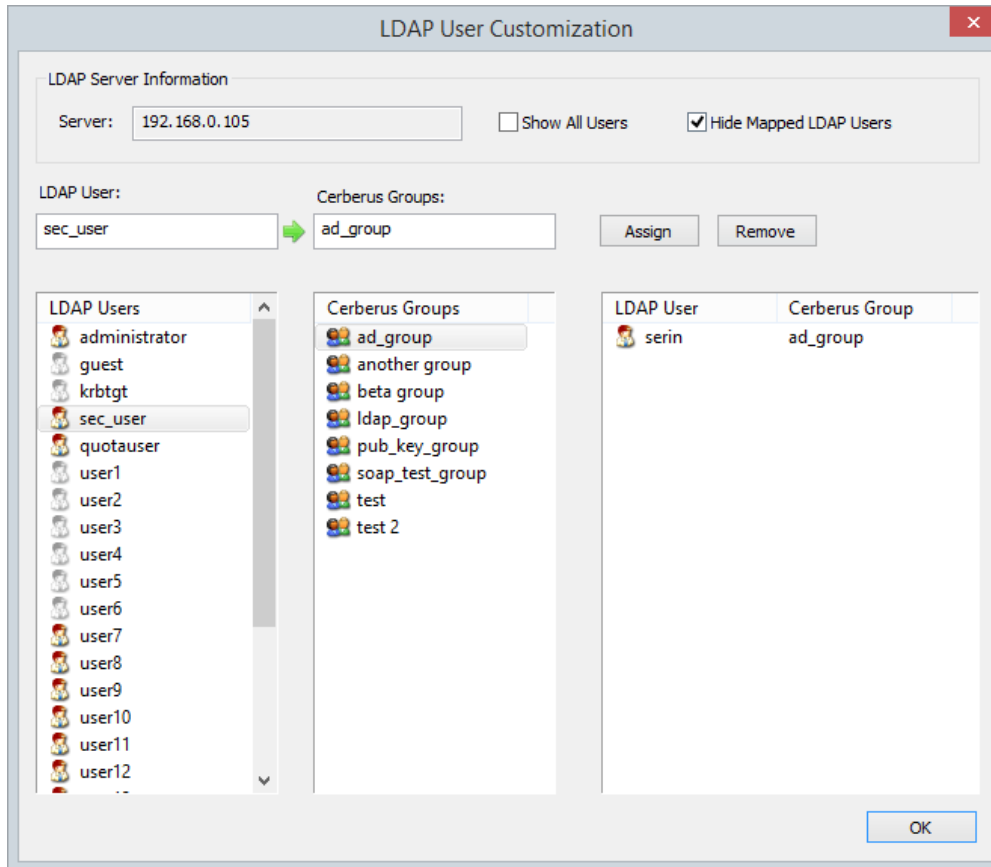 LDAP User Customization
LDAP Server Information
Server: 192.168.0.105 Show All Users Hide Mapped LDAP Users
LDAP User: Cerberus Groups:
sec_user ad_group Assign Remove
LDAP Users
administrator
guest
krbtgt
sec_user
quotauser
user1
user2
user3
user4
user5
user6
user7
user8
user9
user10
user11
user12
Cerberus Groups
ad_group
another group
beta group
ldap_group
pub_key_group
soap_test_group
test
test 2
LDAP User Cerberus Group
serin ad_group
OK